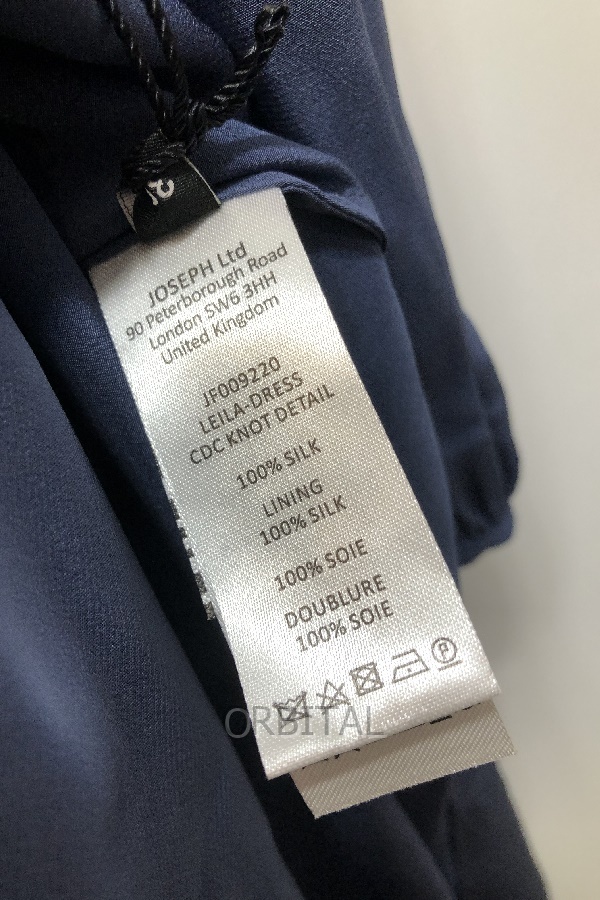 JOSEPH Ltd
90 Peterborough Road
London SW6 3HH
United Kingdom
JF009220
LEILA-DRESS
CDC KNOT DETAIL
100% SILK
LINING
100% SILK
100% SOIE
DOUBLURE
100% SOIE
P
ORBITAL